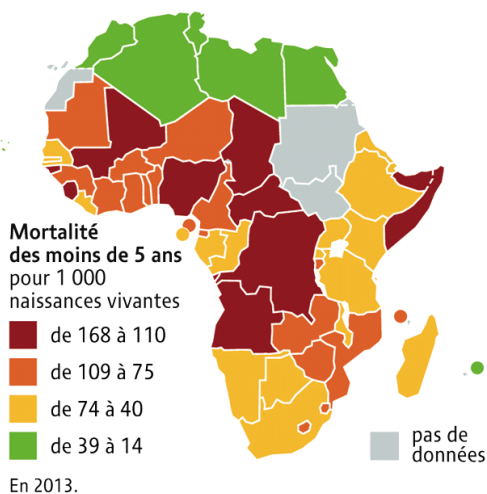 Mortalité
des moins de 5 ans
pour 1 000
naissances vivantes
de 168 à 110
de 109 à 75
de 74 à 40
de 39 à 14
pas de
données
En 2013.